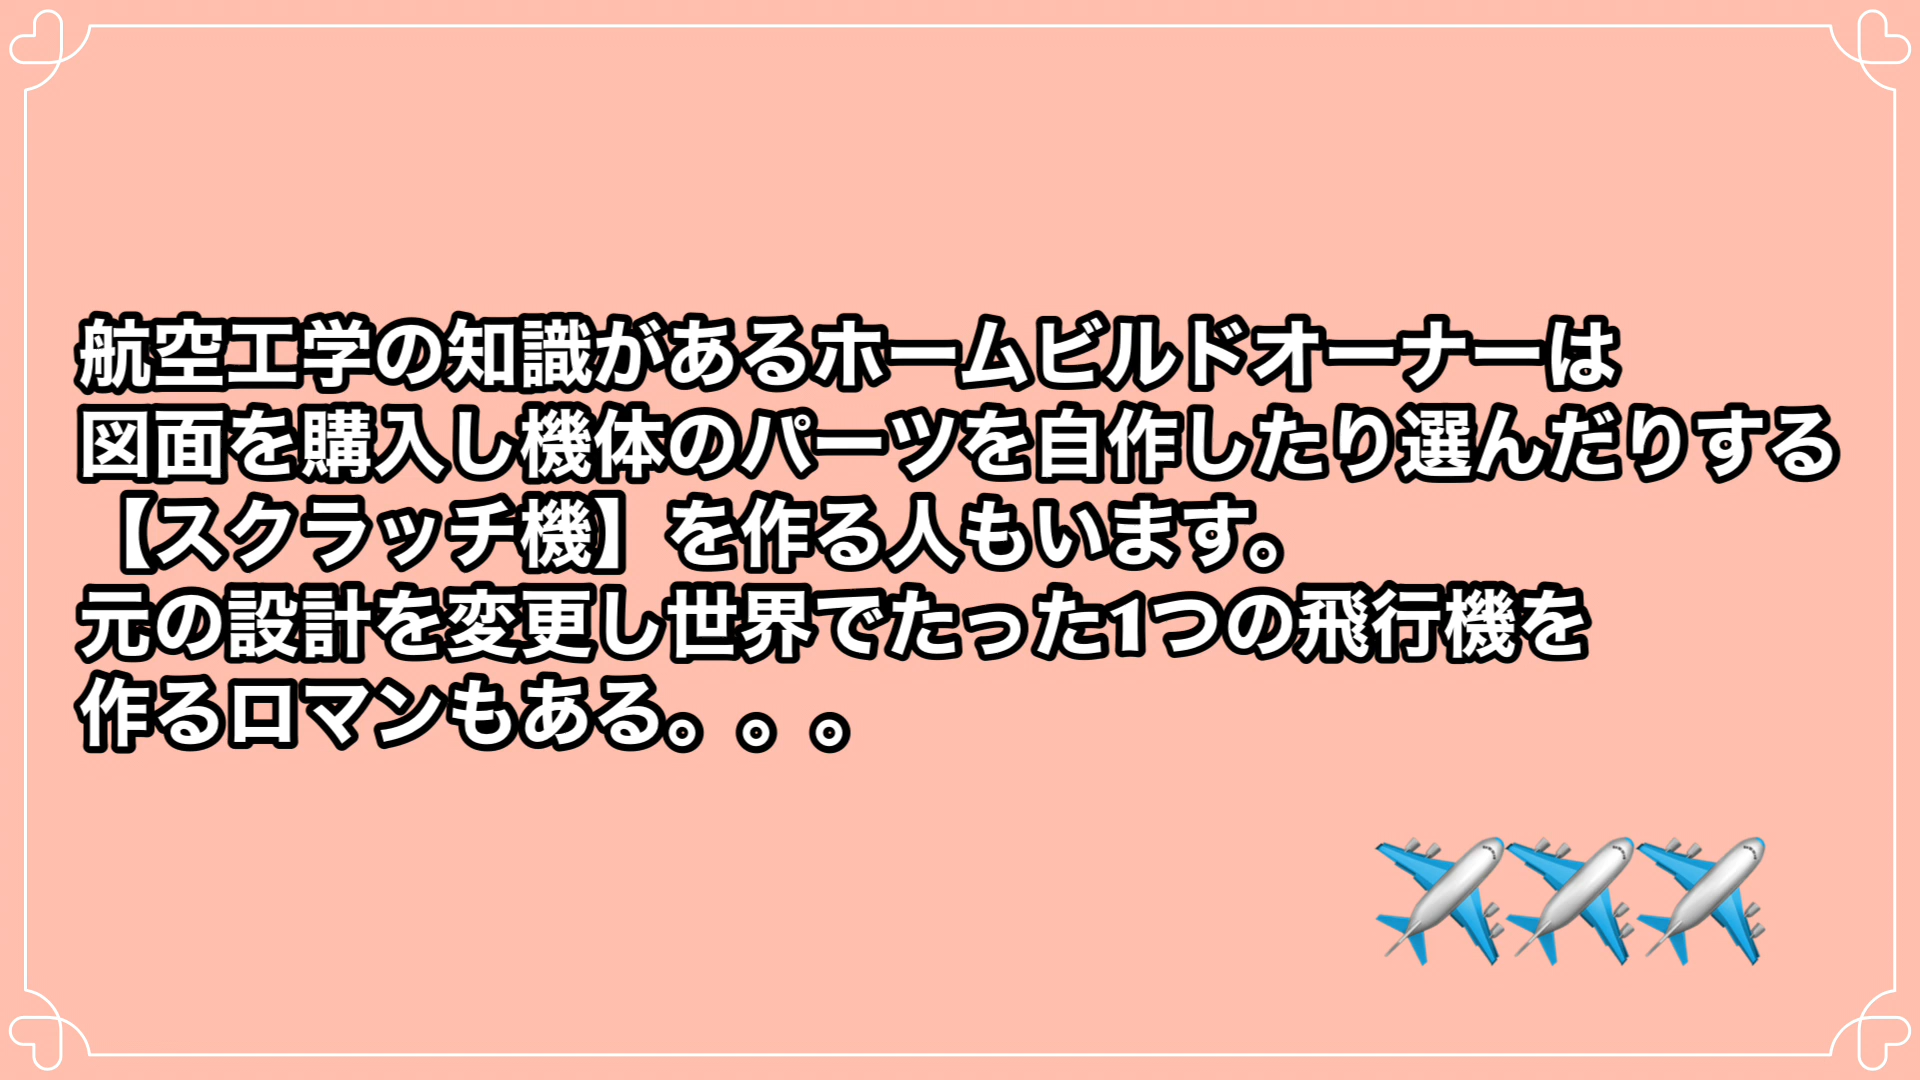 航空工学の知識があるホームビルドオーナーは
図面を購入し機体のパーツを自作したり選んだりする
【スクラッチ機】を作る人もいます。
元の設計を変更し世界でたった1つの飛行機を
作るロマンもある。。。